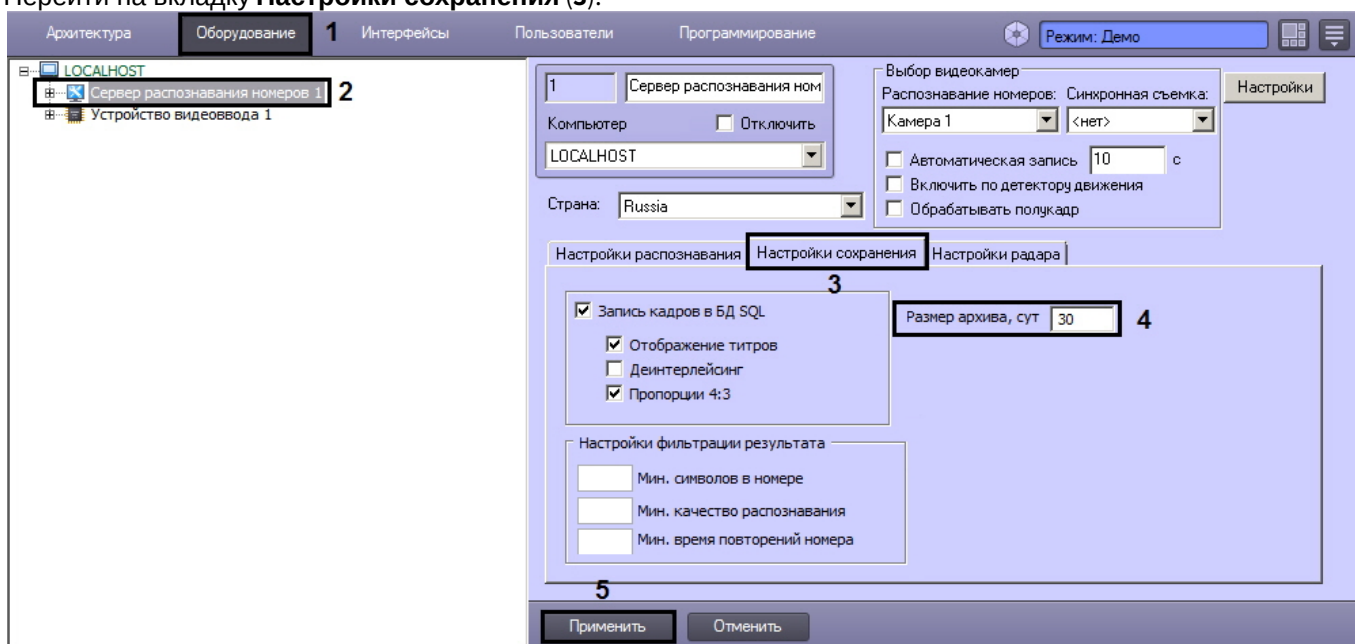 Перейти на вкладку Настройки сохранения (3).
Архитектура Оборудование 1 Интерфейсы Пользователи Программирование Режим: Демо
LOCALHOST
Сервер распознавания номеров 1 2
Устройство видеоввода 1
1 Сервер распознавания ном
Компьютер Отключить
LOCALHOST
Страна: Russia
Выбор видеокамер
Распознавание номеров: Синхронная съемка:
Камера 1 <нет>
Автоматическая запись 10 с
Включить по детектору движения
Обрабатывать полукадр
Настройки
Настройки распознавания Настройки сохранения Настройки радара
3
Запись кадров в БД SQL
Отображение титров
Деинтерлейсинг
Пропорции 4:3
Размер архива, сут 30 4
Настройки фильтрации результата
Мин. символов в номере
Мин. качество распознавания
Мин. время повторений номера
5
Применить Отменить